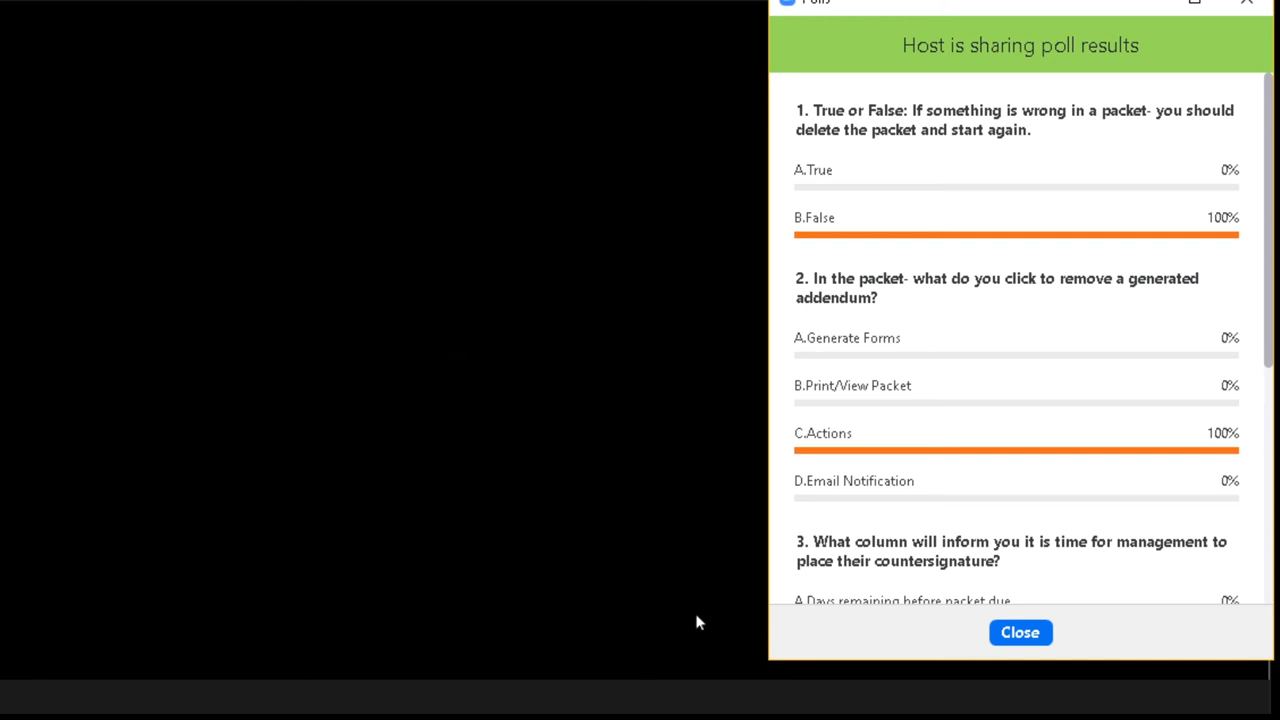 Polls
Host is sharing poll results
1. True or False: If something is wrong in a packet- you should
delete the packet and start again.
A.True 0%
B.False 100%
2. In the packet- what do you click to remove a generated
addendum?
A.Generate Forms 0%
B.Print/View Packet 0%
C.Actions 100%
D.Email Notification 0%
3. What column will inform you it is time for management to
place their countersignature?
A.Days remaining before packet due 0%
Close